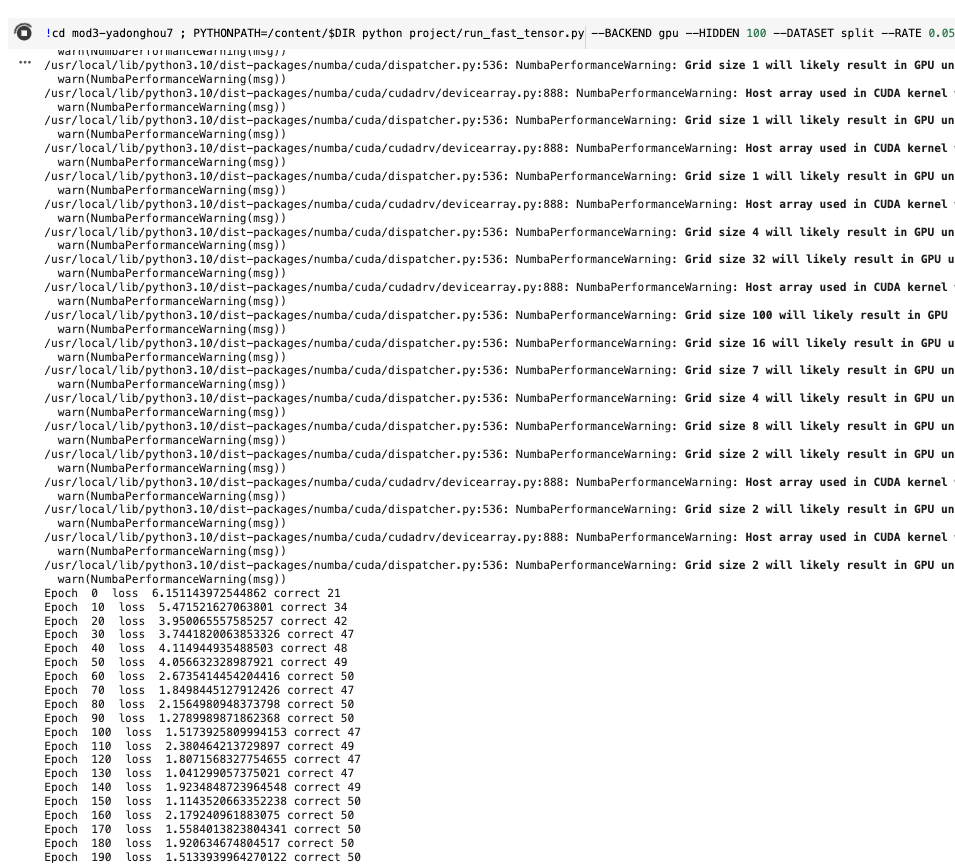 !cd mod3-yadonghou7 ; PYTHONPATH=/content/$DIR python project/run_fast_tensor.py --BACKEND gpu --HIDDEN 100 --DATASET split --RATE 0.05
warn(NumbaPerformanceWarning(msg))
/usr/local/lib/python3.10/dist-packages/numba/cuda/dispatcher.py:536: NumbaPerformanceWarning: Grid size 1 will likely result in GPU un
warn(NumbaPerformanceWarning(msg))
/usr/local/lib/python3.10/dist-packages/numba/cuda/cudadrv/devicearray.py:888: NumbaPerformanceWarning: Host array used in CUDA kernel
warn(NumbaPerformanceWarning(msg))
/usr/local/lib/python3.10/dist-packages/numba/cuda/dispatcher.py:536: NumbaPerformanceWarning: Grid size 1 will likely result in GPU un
warn(NumbaPerformanceWarning(msg))
/usr/local/lib/python3.10/dist-packages/numba/cuda/cudadrv/devicearray.py:888: NumbaPerformanceWarning: Host array used in CUDA kernel
warn(NumbaPerformanceWarning(msg))
/usr/local/lib/python3.10/dist-packages/numba/cuda/dispatcher.py:536: NumbaPerformanceWarning: Grid size 1 will likely result in GPU un
warn(NumbaPerformanceWarning(msg))
/usr/local/lib/python3.10/dist-packages/numba/cuda/cudadrv/devicearray.py:888: NumbaPerformanceWarning: Host array used in CUDA kernel
warn(NumbaPerformanceWarning(msg))
/usr/local/lib/python3.10/dist-packages/numba/cuda/dispatcher.py:536: NumbaPerformanceWarning: Grid size 4 will likely result in GPU un
warn(NumbaPerformanceWarning(msg))
/usr/local/lib/python3.10/dist-packages/numba/cuda/dispatcher.py:536: NumbaPerformanceWarning: Grid size 32 will likely result in GPU u
warn(NumbaPerformanceWarning(msg))
/usr/local/lib/python3.10/dist-packages/numba/cuda/cudadrv/devicearray.py:888: NumbaPerformanceWarning: Host array used in CUDA kernel
warn(NumbaPerformanceWarning(msg))
/usr/local/lib/python3.10/dist-packages/numba/cuda/dispatcher.py:536: NumbaPerformanceWarning: Grid size 100 will likely result in GPU
warn(NumbaPerformanceWarning(msg))
/usr/local/lib/python3.10/dist-packages/numba/cuda/dispatcher.py:536: NumbaPerformanceWarning: Grid size 16 will likely result in GPU u
warn(NumbaPerformanceWarning(msg))
/usr/local/lib/python3.10/dist-packages/numba/cuda/dispatcher.py:536: NumbaPerformanceWarning: Grid size 7 will likely result in GPU un
warn(NumbaPerformanceWarning(msg))
/usr/local/lib/python3.10/dist-packages/numba/cuda/dispatcher.py:536: NumbaPerformanceWarning: Grid size 4 will likely result in GPU un
warn(NumbaPerformanceWarning(msg))
/usr/local/lib/python3.10/dist-packages/numba/cuda/dispatcher.py:536: NumbaPerformanceWarning: Grid size 8 will likely result in GPU un
warn(NumbaPerformanceWarning(msg))
/usr/local/lib/python3.10/dist-packages/numba/cuda/dispatcher.py:536: NumbaPerformanceWarning: Grid size 2 will likely result in GPU un
warn(NumbaPerformanceWarning(msg))
/usr/local/lib/python3.10/dist-packages/numba/cuda/cudadrv/devicearray.py:888: NumbaPerformanceWarning: Host array used in CUDA kernel
warn(NumbaPerformanceWarning(msg))
/usr/local/lib/python3.10/dist-packages/numba/cuda/dispatcher.py:536: NumbaPerformanceWarning: Grid size 2 will likely result in GPU un
warn(NumbaPerformanceWarning(msg))
/usr/local/lib/python3.10/dist-packages/numba/cuda/cudadrv/devicearray.py:888: NumbaPerformanceWarning: Host array used in CUDA kernel
warn(NumbaPerformanceWarning(msg))
/usr/local/lib/python3.10/dist-packages/numba/cuda/dispatcher.py:536: NumbaPerformanceWarning: Grid size 2 will likely result in GPU un
warn(NumbaPerformanceWarning(msg))
Epoch 0 loss 6.151143972544862 correct 21
Epoch 10 loss 5.471521627063801 correct 34
Epoch 20 loss 3.950065557585257 correct 42
Epoch 30 loss 3.7441820063853326 correct 47
Epoch 40 loss 4.114944935488503 correct 48
Epoch 50 loss 4.056632328987921 correct 49
Epoch 60 loss 2.6735414454204416 correct 50
Epoch 70 loss 1.8498445127912426 correct 47
Epoch 80 loss 2.1564980948373798 correct 50
Epoch 90 loss 1.2789989871862368 correct 50
Epoch 100 loss 1.5173925809994153 correct 47
Epoch 110 loss 2.380464213729897 correct 49
Epoch 120 loss 1.8071568327754655 correct 47
Epoch 130 loss 1.041299057375021 correct 47
Epoch 140 loss 1.9234848723964548 correct 49
Epoch 150 loss 1.1143520663352238 correct 50
Epoch 160 loss 2.179240961883075 correct 50
Epoch 170 loss 1.5584013823804341 correct 50
Epoch 180 loss 1.920634674804517 correct 50
Epoch 190 loss 1.5133939964270122 correct 50